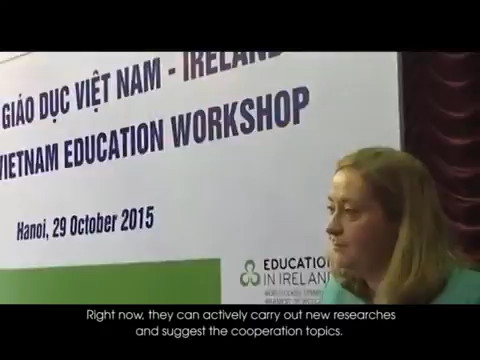 GIÁO DỤC VIỆT NAM - IRELAND
VIETNAM EDUCATION WORKSHOP
Hanoi, 29 October 2015
EDUCATION
IN IRELAND
Right now, they can actively carry out new researches
and suggest the cooperation topics.